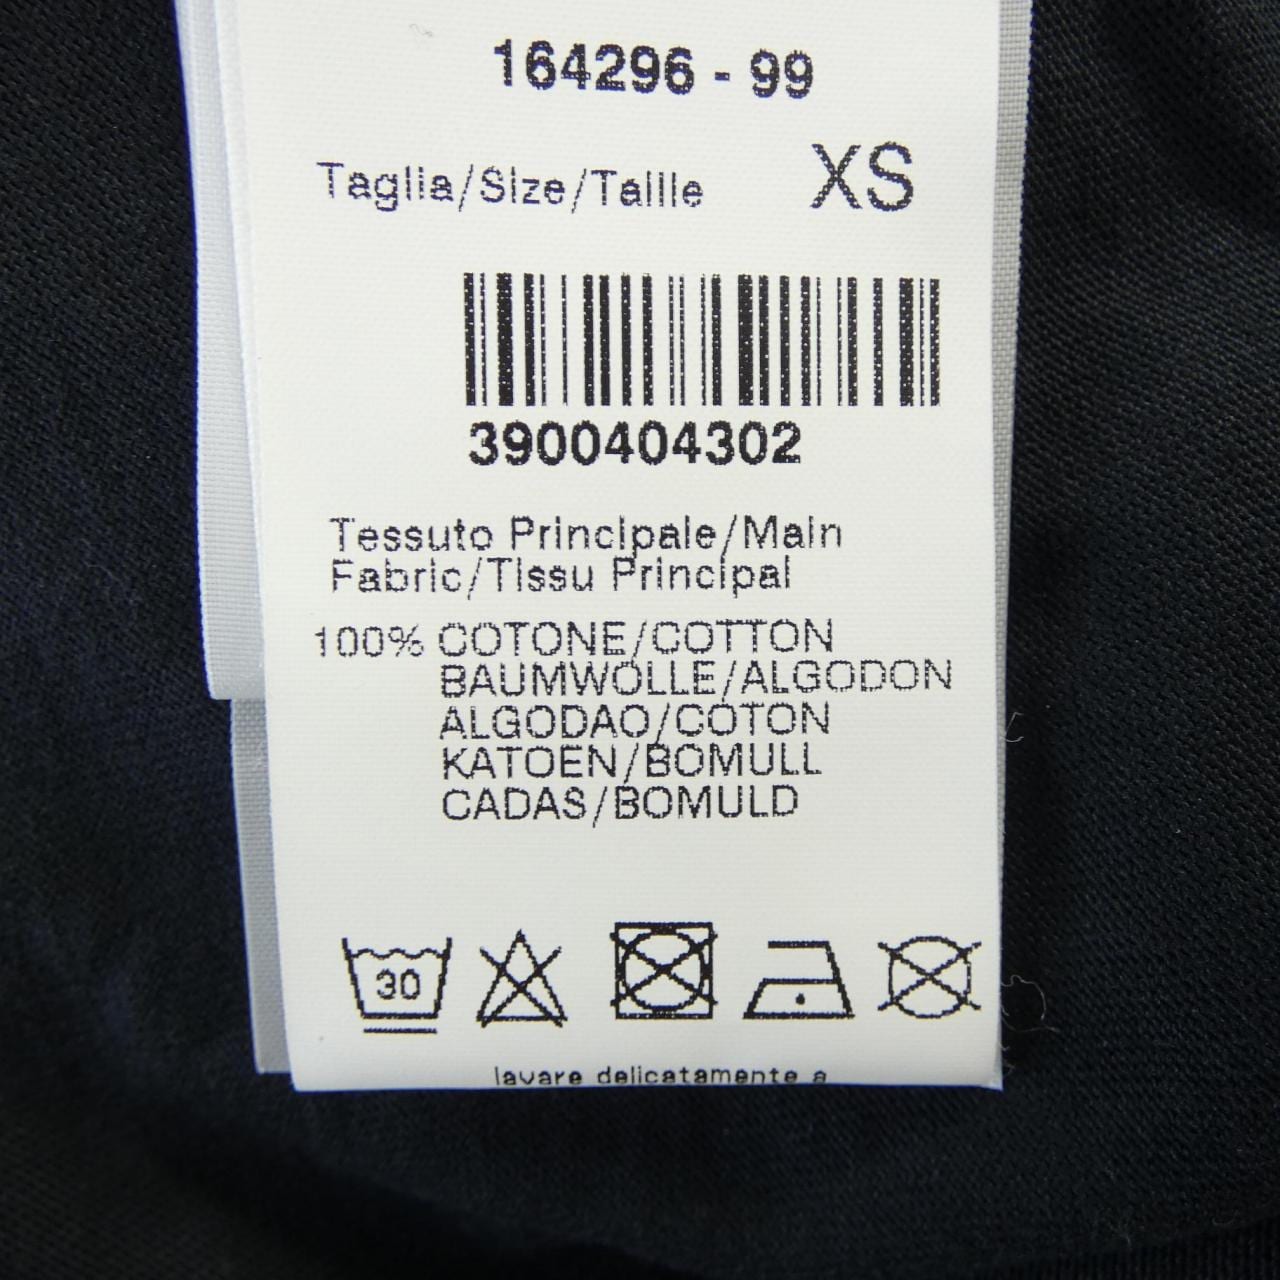 164296 - 99
Taglia/Size/Taille XS
3900404302
Tessuto Principale/Main
Fabric/Tissu Principal
100% COTONE/COTTON
BAUMWOLLE/ALGODON
ALGODAO/COTON
KATOEN/BOMULL
CADAS/BOMULD
30
lavare delicatamente a